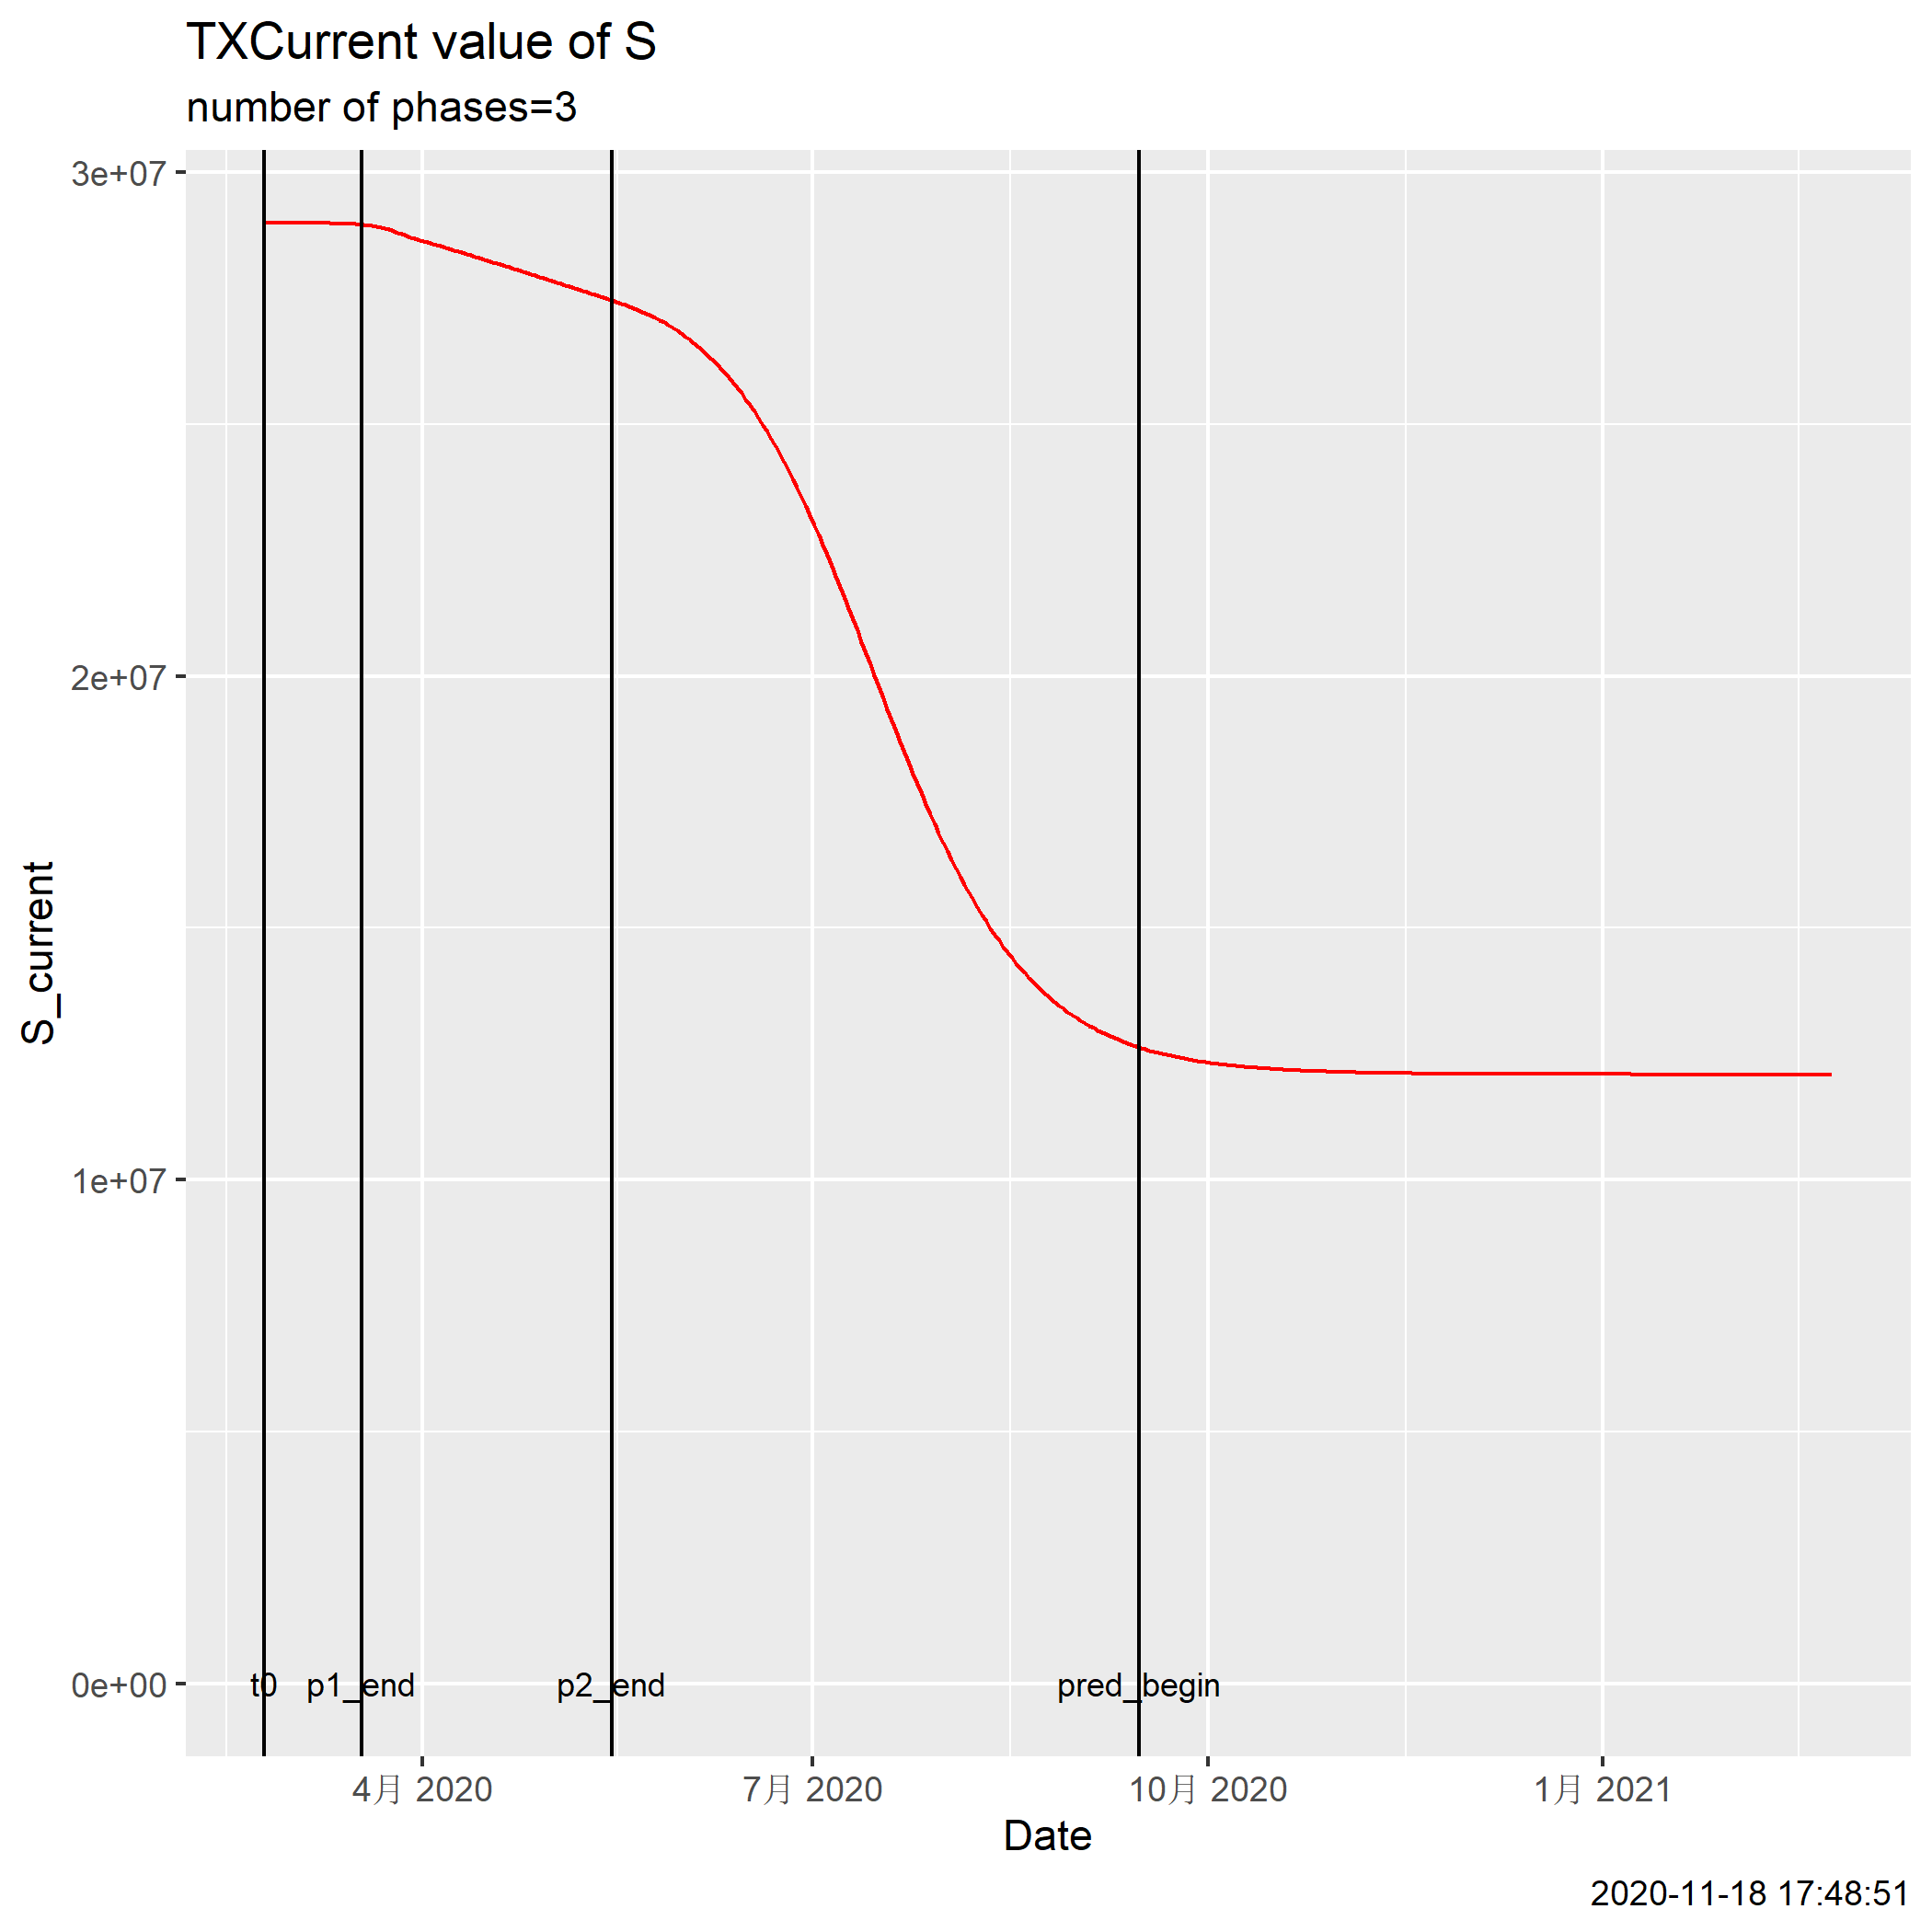 TXCurrent value of S
number of phases=3
3e+07
2e+07
1e+07
0e+00
S_current
t0 p1_end p2_end pred_begin
4月 2020 7月 2020 10月 2020 1月 2021
Date
2020-11-18 17:48:51